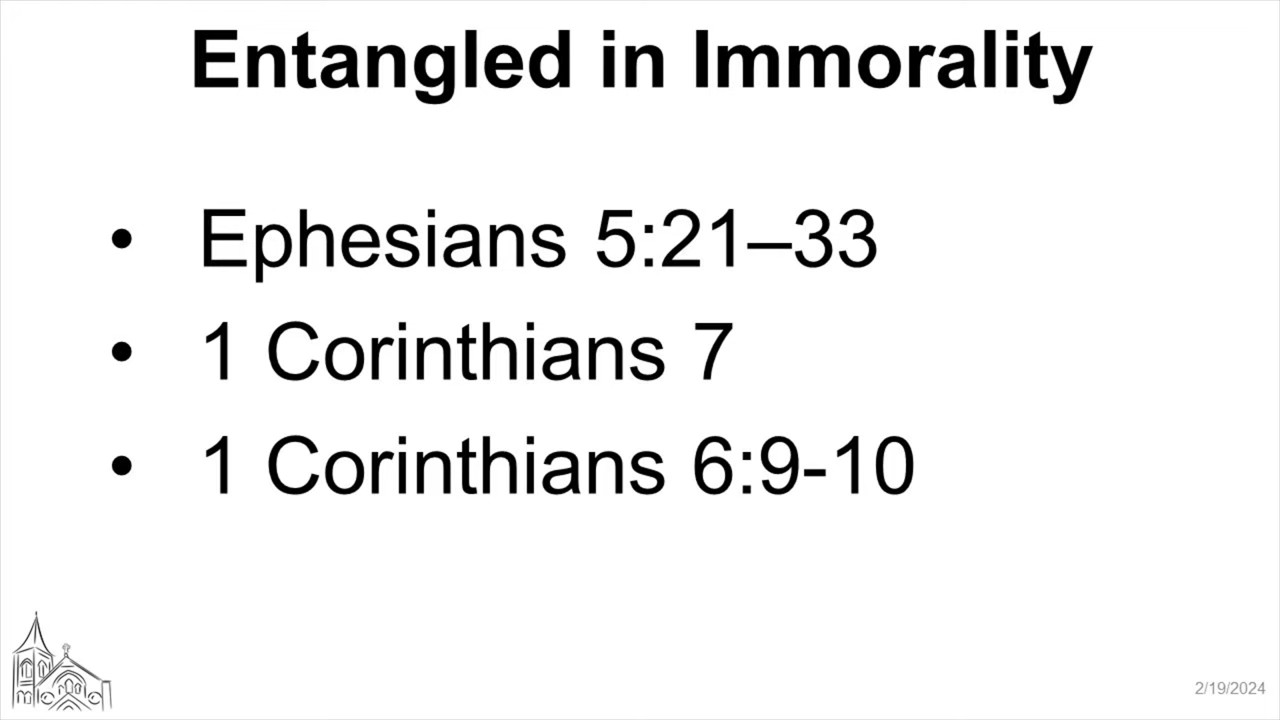 Entangled in Immorality
• Ephesians 5:21–33
• 1 Corinthians 7
• 1 Corinthians 6:9-10
2/19/2024